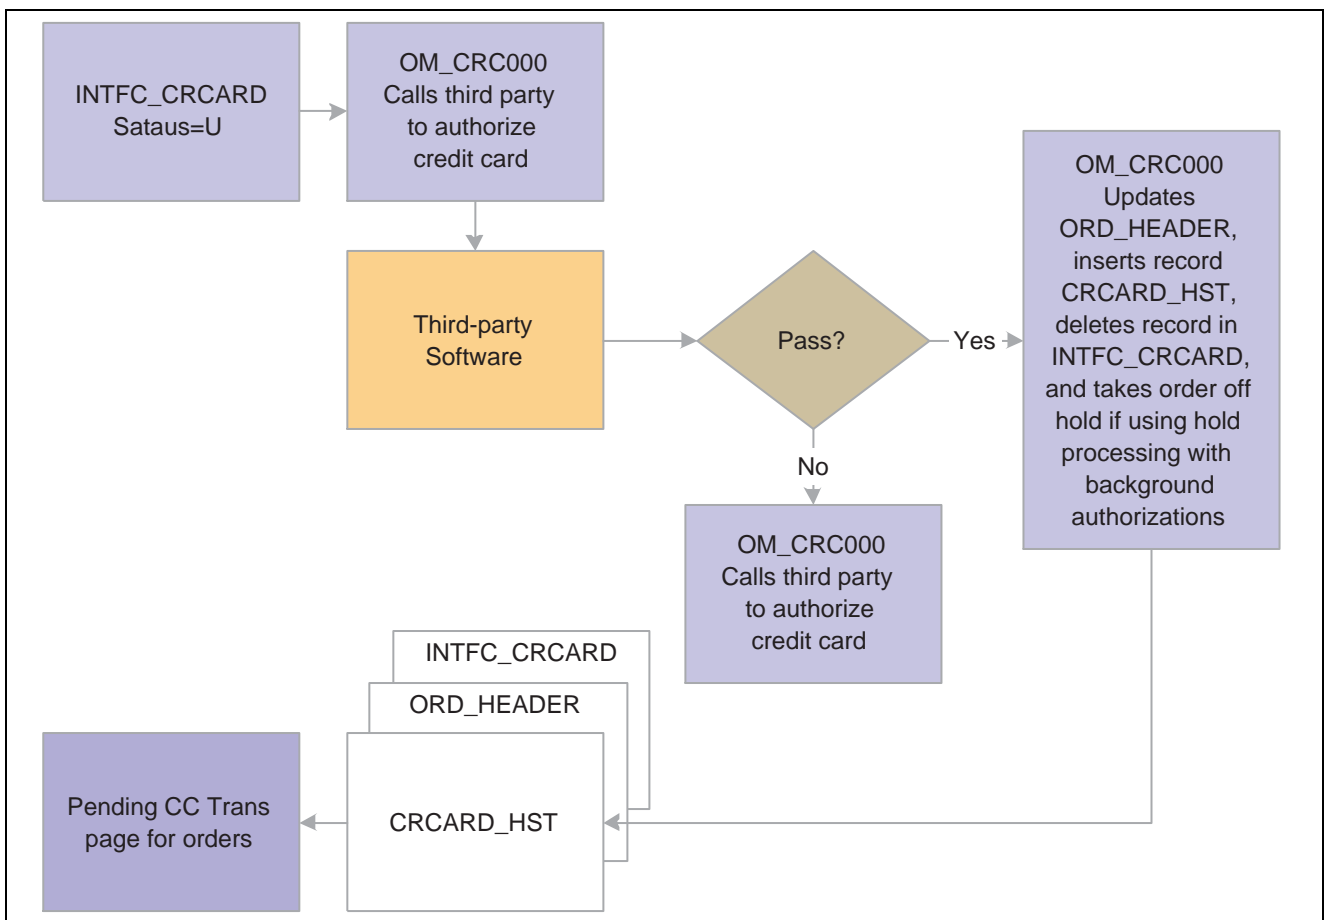 INTFC_CRCARD
Sataus=U
OM_CRC000
Calls third party
to authorize
credit card
Third-party
Software
Pass?
Yes
OM_CRC000
Updates
ORD_HEADER,
inserts record
CRCARD_HST,
deletes record in
INTFC_CRCARD,
and takes order off
hold if using hold
processing with
background
authorizations
No
OM_CRC000
Calls third party
to authorize
credit card
INTFC_CRCARD
ORD_HEADER
CRCARD_HST
Pending CC Trans
page for orders